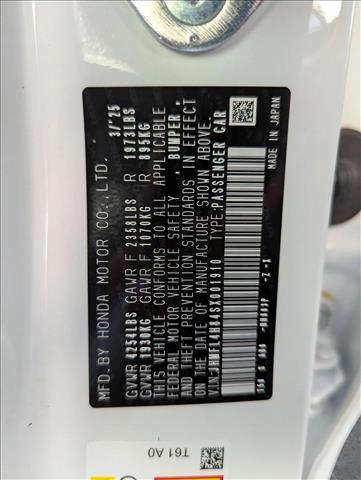 MFD.BY HONDA MOTOR CO.,LTD. 3/'25
GVWR 4254LBS GAWR F 2358LBS R 1973LBS
GVWR 1930KG GAWR F 1070KG R 895KG
THIS VEHICLE CONFORMS TO ALL APPLICABLE
FEDERAL MOTOR VEHICLE SAFETY, BUMPER,
& THEFT PREVENTION STANDARDS IN EFFECT
ON THE DATE OF MANUFACTURE SHOWN ABOVE.
TYPE:PASSENGER CAR
MADE IN JAPAN
T61 A0